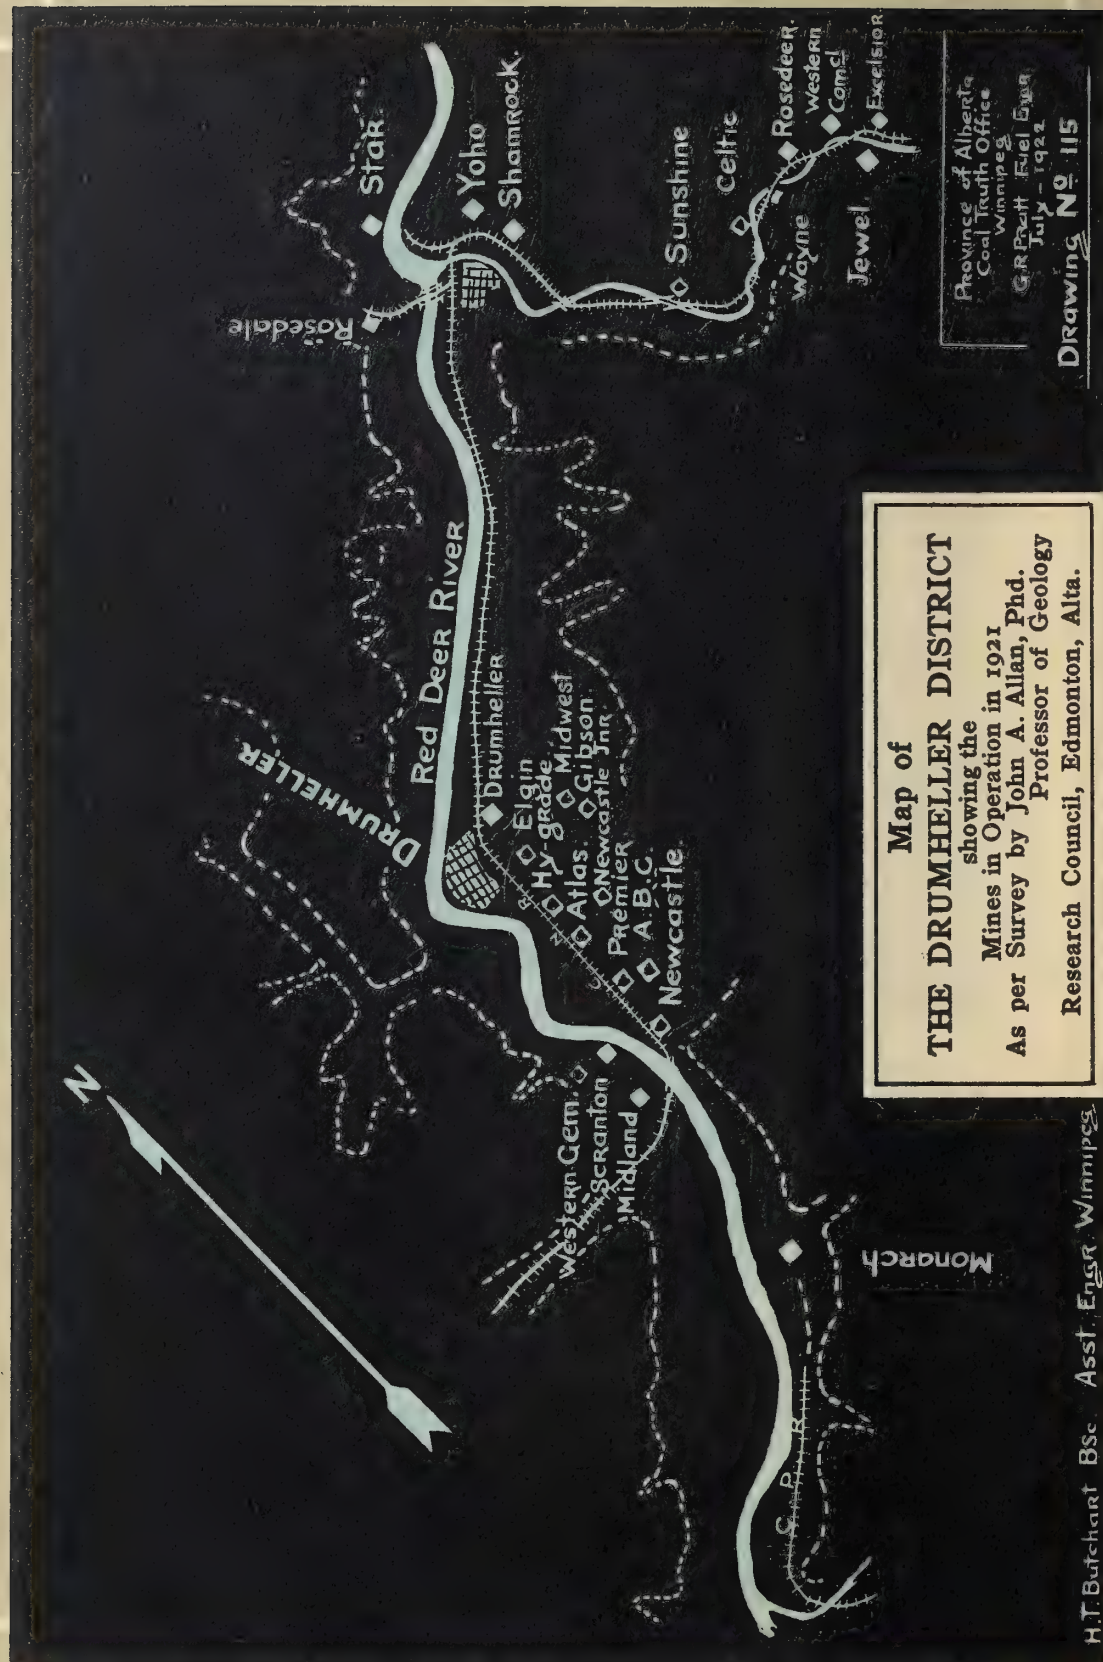 N
Star
Yoho
Shamrock.
Rosedale
Red Deer River
DRUMHELLER
Drumheller
Elgin
Hy-grade
Midwest
Gibson
Atlas
Newcastle Jnr.
Premier
A.B.C.
Newcastle
C N R
Western Gem.
Scranton
Midland
Monarch
C P R
Sunshine
Celtic
Wayne
Rosedeer.
Western
Comcl
Excelsior
Jewel
Province of Alberta
Coal Truth Office
Winnipeg
G.R. Pratt Fuel Engr
July - 1922
Drawing No 115
Map of
THE DRUMHELLER DISTRICT
showing the
Mines in Operation in 1921
As per Survey by John A. Allan, Phd.
Professor of Geology
Research Council, Edmonton, Alta.
H.T. Butchart BSc Asst. Engr Winnipeg